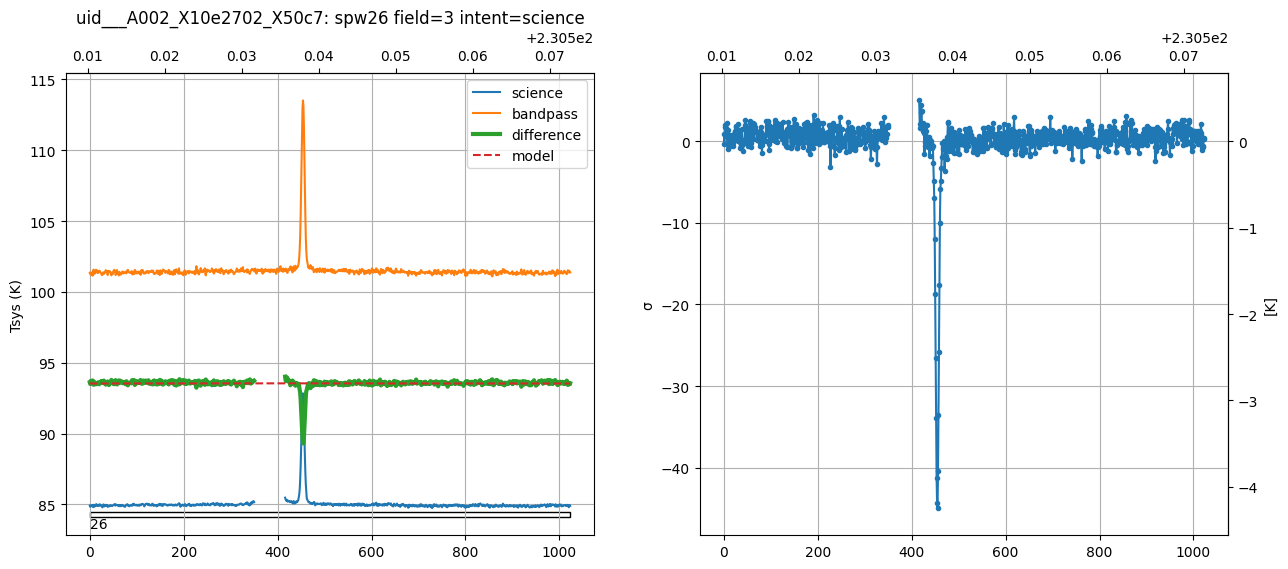 uid___A002_X10e2702_X50c7: spw26 field=3 intent=science
+2.305e2
0.01 0.02 0.03 0.04 0.05 0.06 0.07
115
110
105
100
95
90
85
Tsys (K)
science
bandpass
difference
model
26
0 200 400 600 800 1000
+2.305e2
0.01 0.02 0.03 0.04 0.05 0.06 0.07
0
−10
−20
−30
−40
σ
0
−1
−2
−3
−4
[K]
0 200 400 600 800 1000